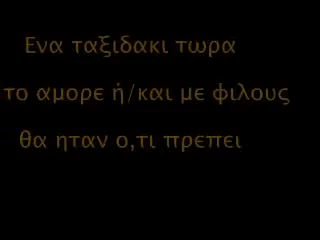 Ενα ταξιδακι τωρα
το αμορε ή/και με φιλους
θα ηταν ο,τι πρεπει